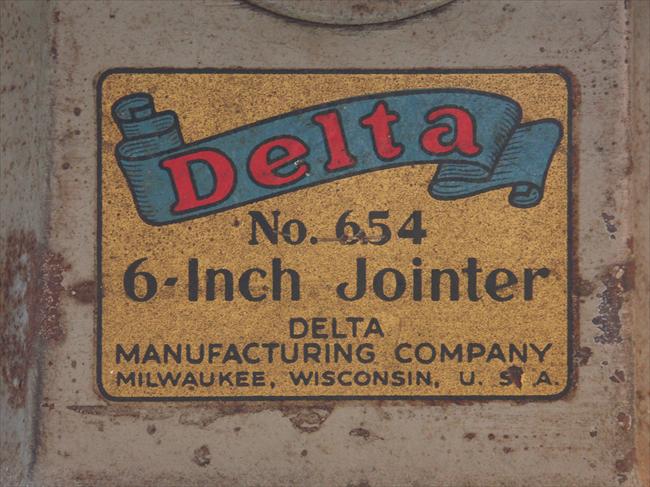 Delta
No. 654
6-Inch Jointer
DELTA
MANUFACTURING COMPANY
MILWAUKEE, WISCONSIN, U. S. A.